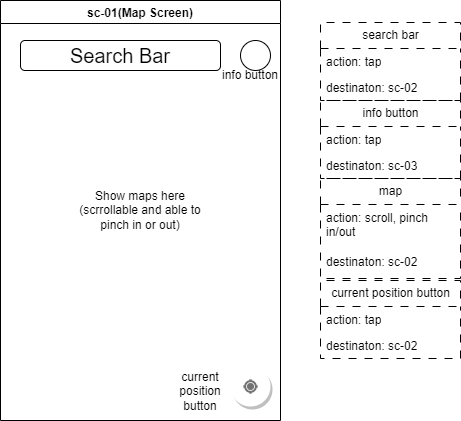 sc-01(Map Screen)
Search Bar
info button
Show maps here
(scrrollable and able to
pinch in or out)
current
position
button
search bar
action: tap
destinaton: sc-02
info button
action: tap
destinaton: sc-03
map
action: scroll, pinch
in/out
destinaton: sc-02
current position button
action: tap
destinaton: sc-02